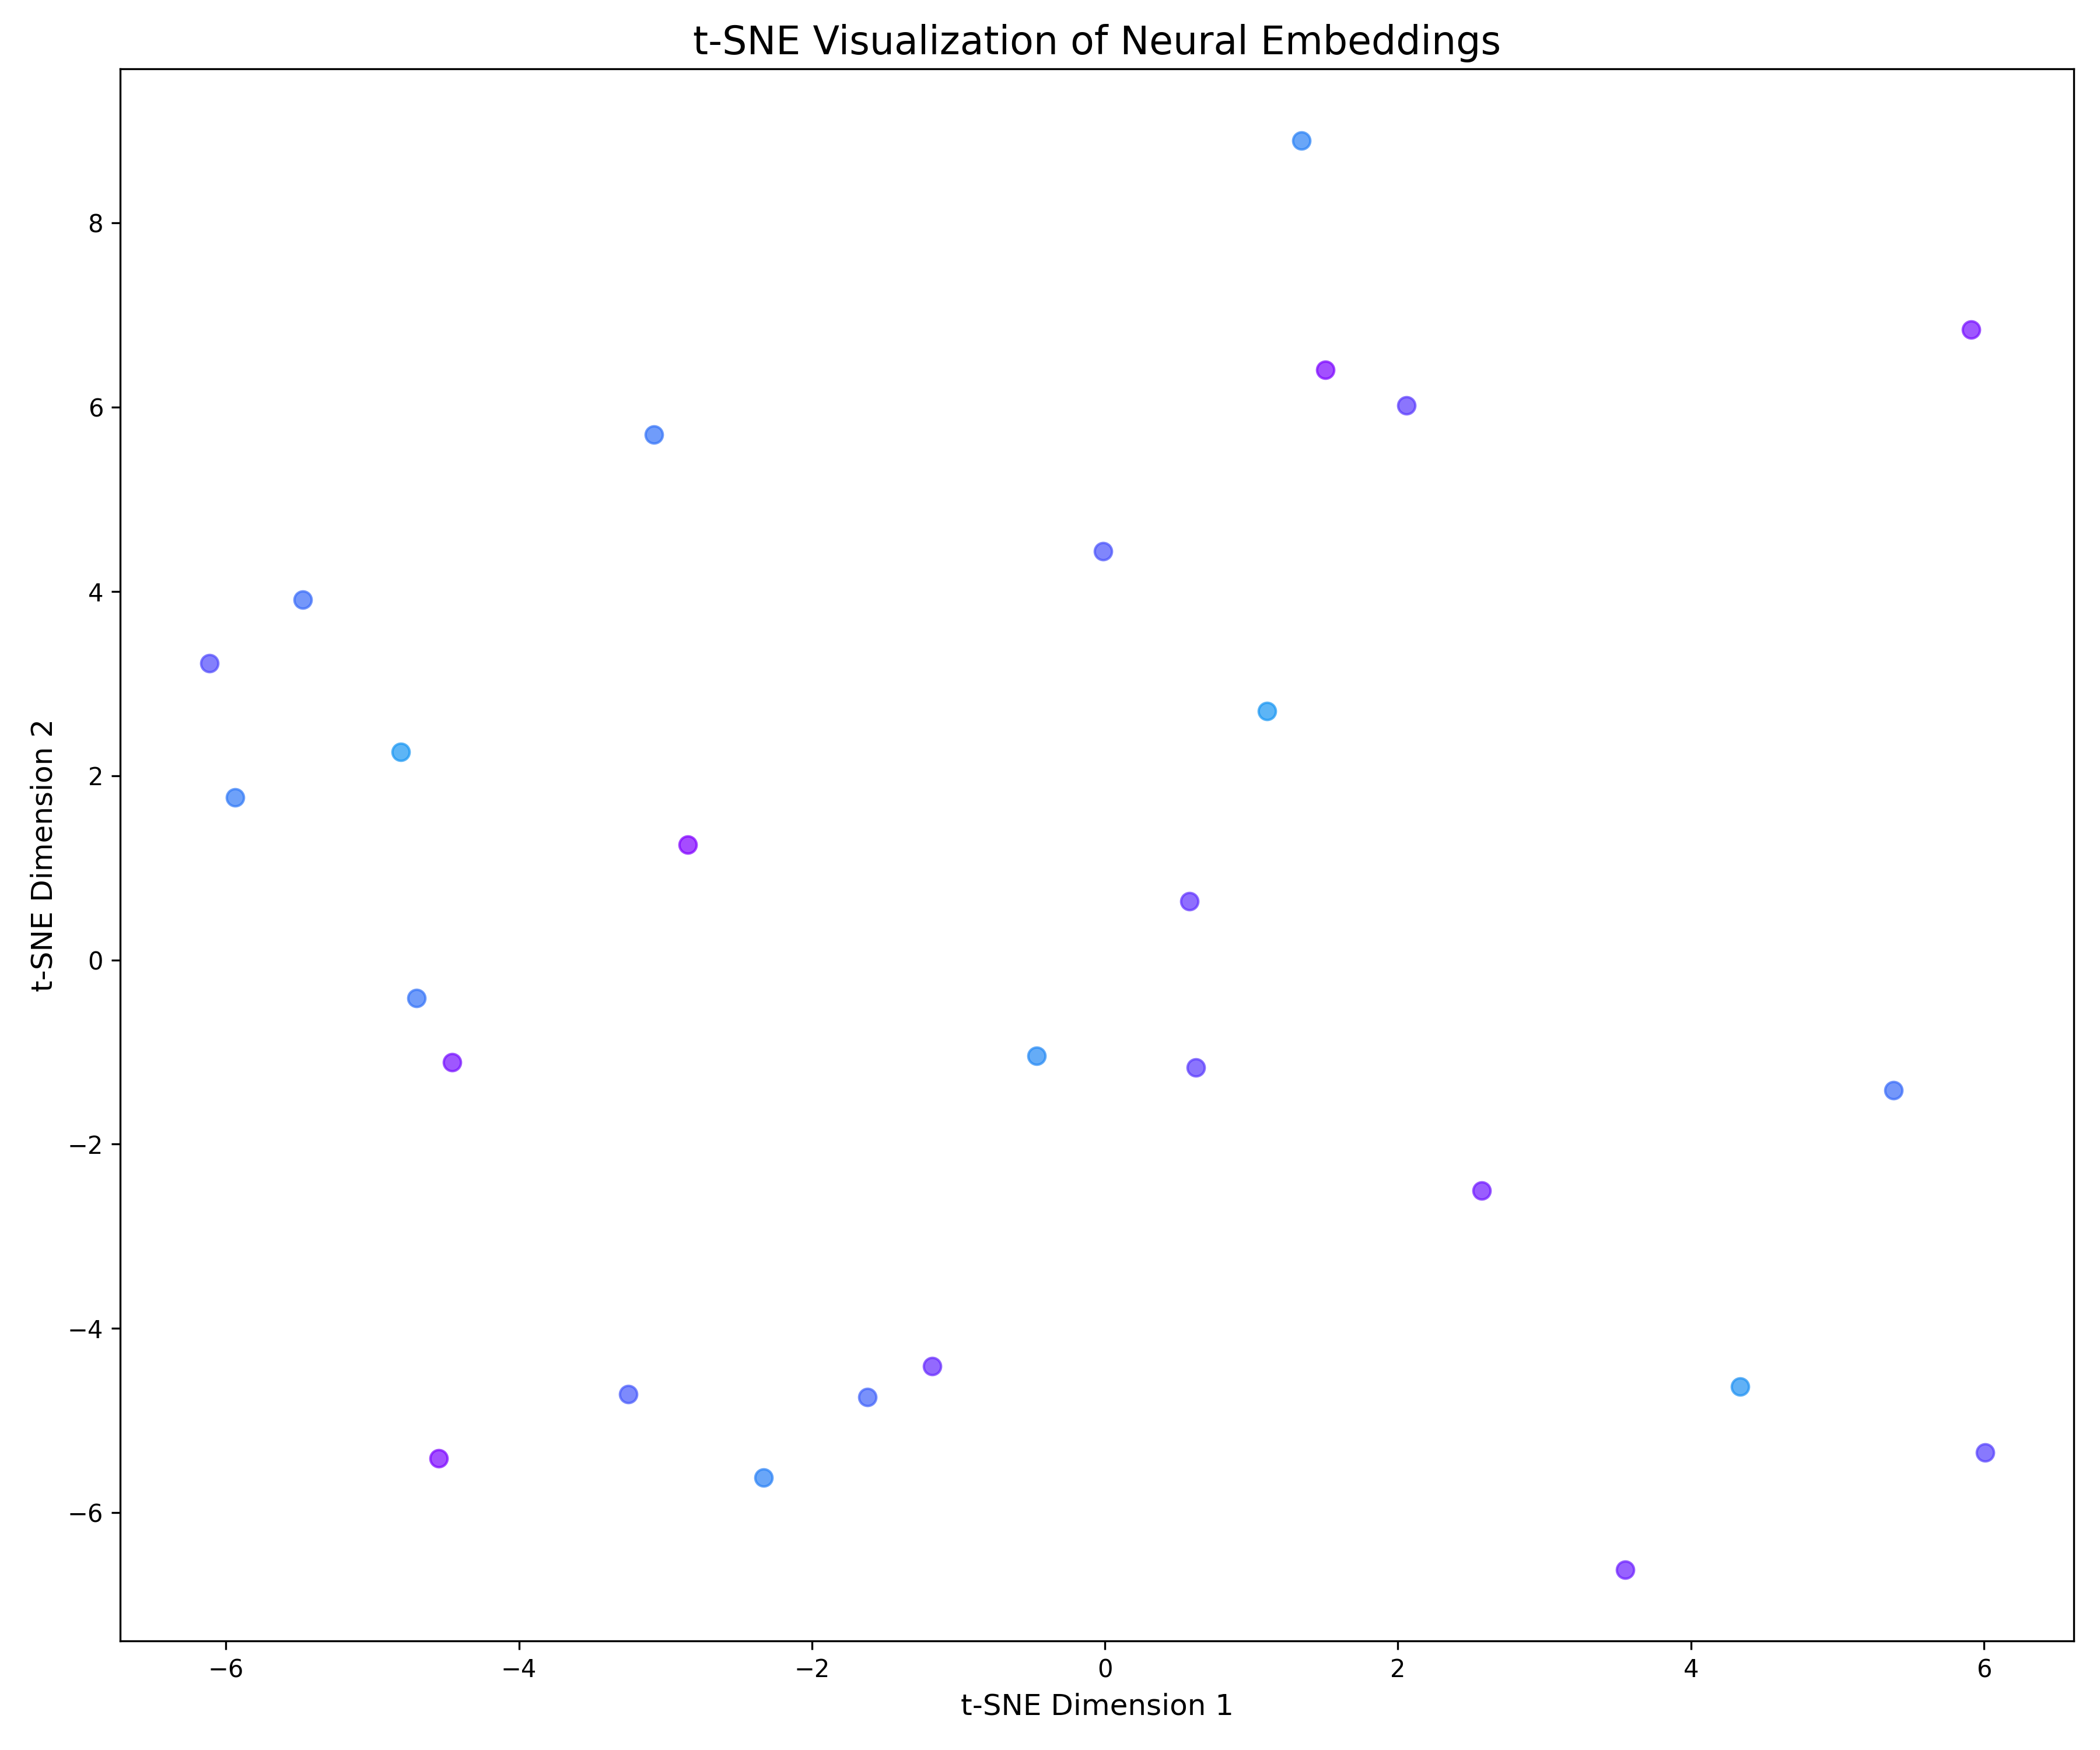 t-SNE Visualization of Neural Embeddings
8
6
4
2
0
−2
−4
−6
t-SNE Dimension 2
−6 −4 −2 0 2 4 6
t-SNE Dimension 1